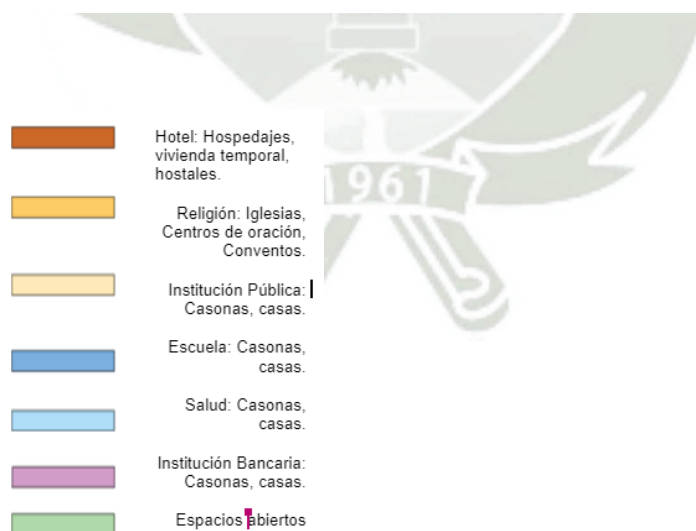 Hotel: Hospedajes,
vivienda temporal,
hostales.
1961
Religión: Iglesias,
Centros de oración,
Conventos.
Institución Pública:
Casonas, casas.
Escuela: Casonas,
casas.
Salud: Casonas,
casas.
Institución Bancaria:
Casonas, casas.
Espacios abiertos